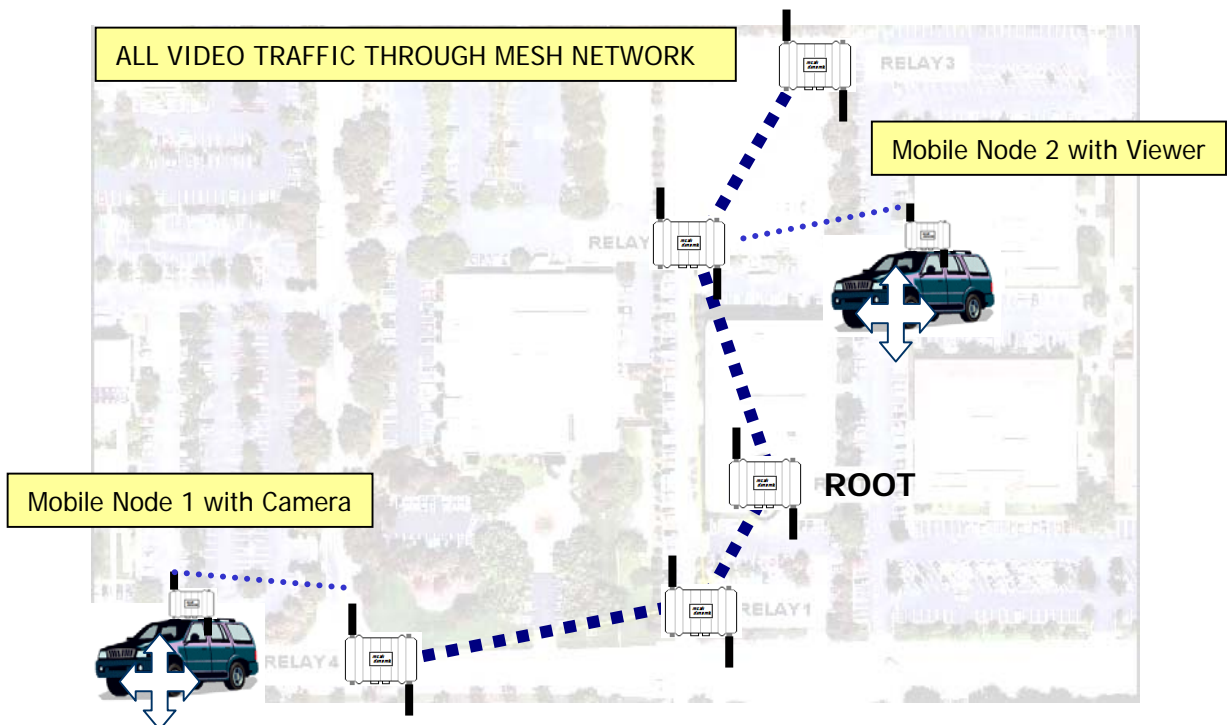 ALL VIDEO TRAFFIC THROUGH MESH NETWORK
RELAY3
Mobile Node 2 with Viewer
RELAY
ROOT
Mobile Node 1 with Camera
RELAY1
RELAY4